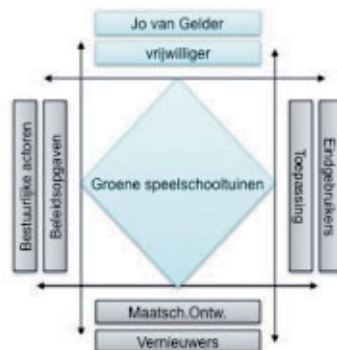 Jo van Gelder
vrijwilliger
Bestuurlijke actoren
Beleidsopgaven
Groene speelschooltuinen
Toepassing
Eindgebruikers
Maatsch.Ontw.
Vernieuwers